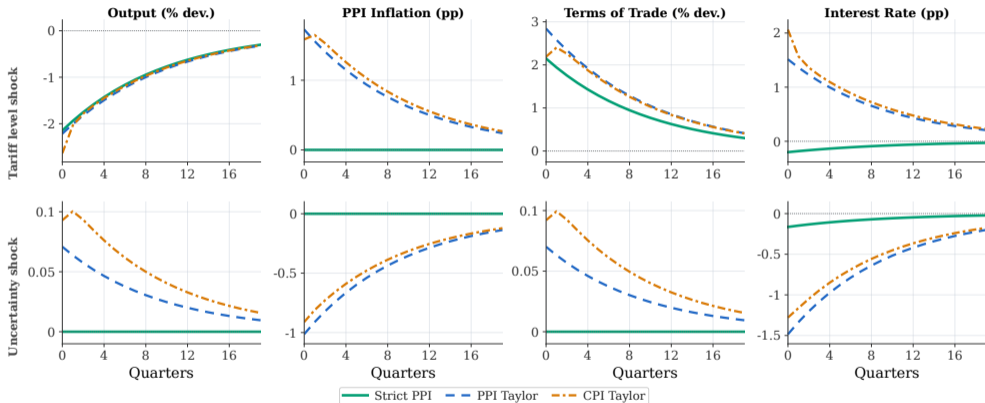 Output (% dev.)
PPI Inflation (pp)
Terms of Trade (% dev.)
Interest Rate (pp)
Tariff level shock
0
-1
-2
0 4 8 12 16
1
0
0 4 8 12 16
3
2
1
0
0 4 8 12 16
2
1
0
0 4 8 12 16
Uncertainty shock
0.1
0.05
0
0 4 8 12 16
Quarters
0
-0.5
-1
0 4 8 12 16
Quarters
0.1
0.05
0
0 4 8 12 16
Quarters
0
-0.5
-1
-1.5
0 4 8 12 16
Quarters
Strict PPI PPI Taylor CPI Taylor